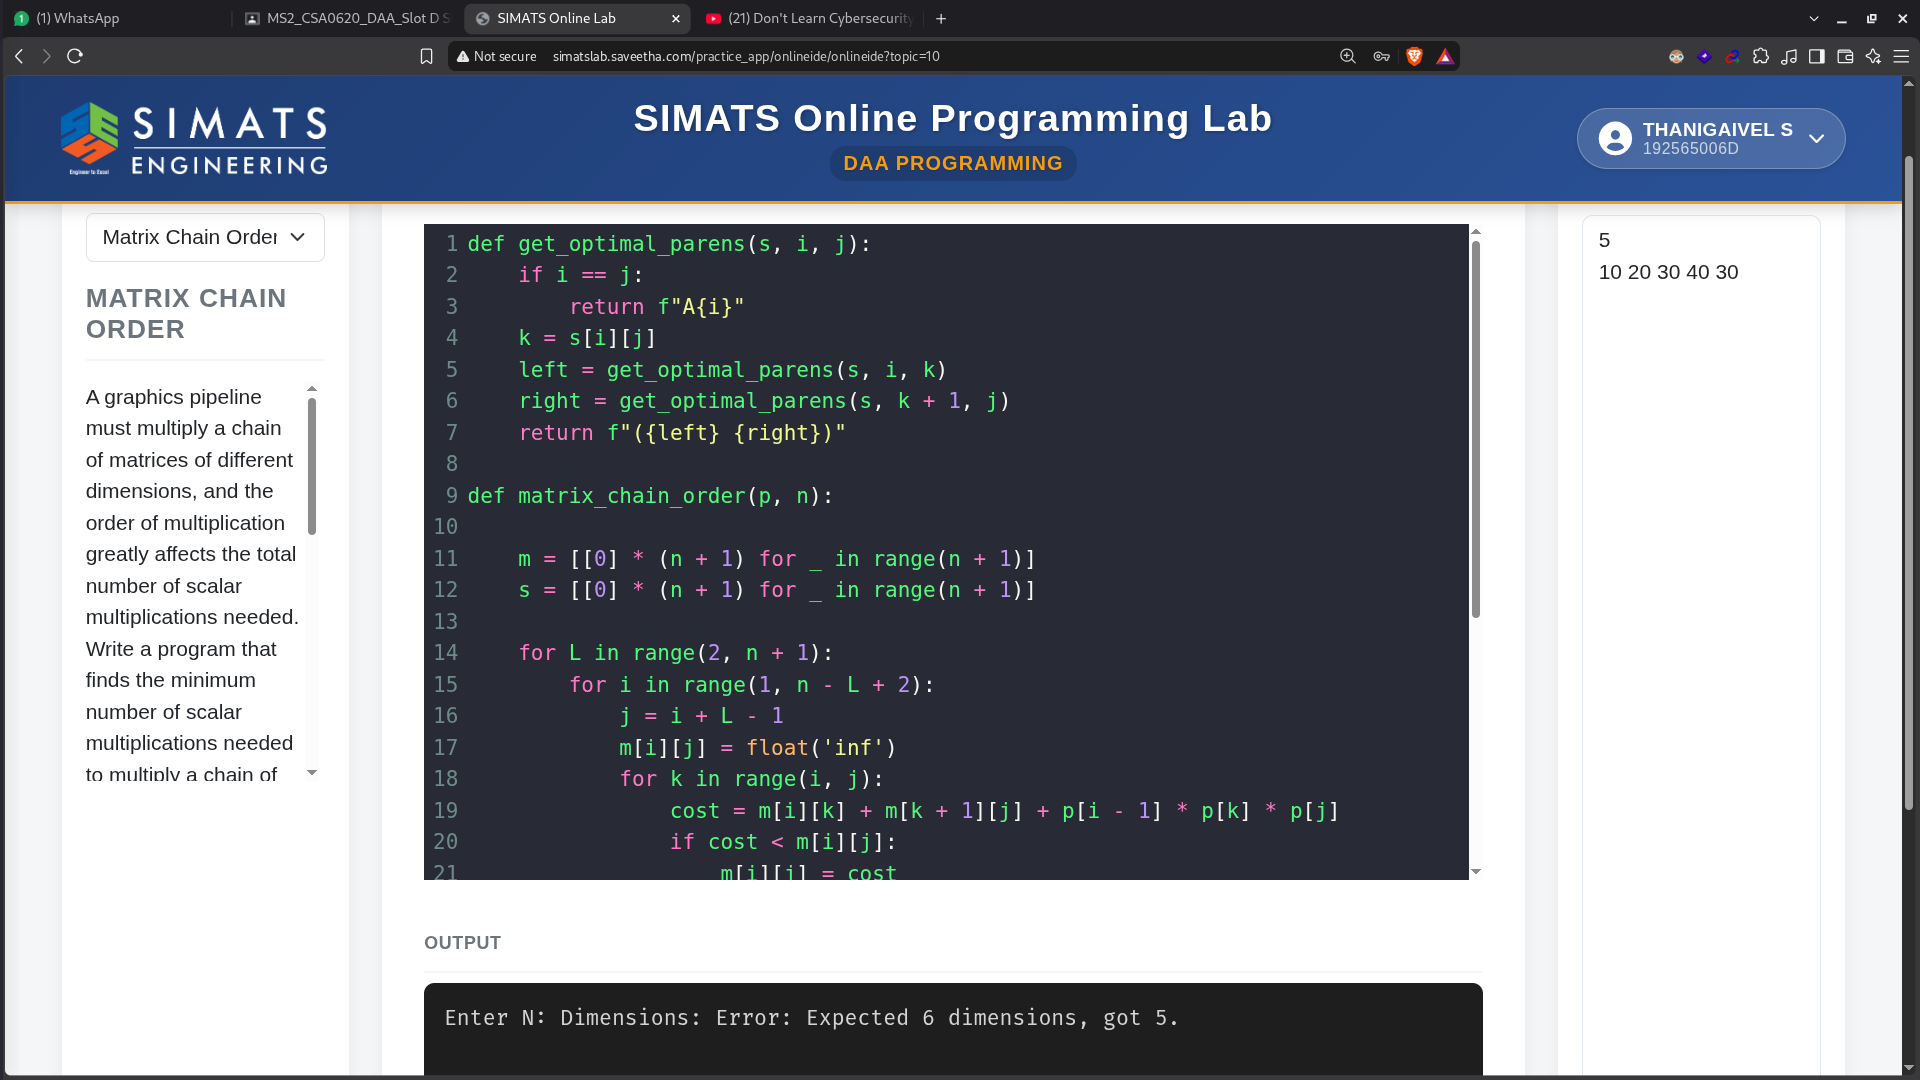 (1) WhatsApp
MS2_CSA0620_DAA_Slot D S
SIMATS Online Lab
(21) Don't Learn Cybersecurity
Not secure
simatslab.saveetha.com/practice_app/onlineide/onlineide?topic=10
SIMATS
ENGINEERING
Engineer to Excel
SIMATS Online Programming Lab
DAA PROGRAMMING
THANIGAIVEL S
192565006D
Matrix Chain Order
MATRIX CHAIN
ORDER
A graphics pipeline
must multiply a chain
of matrices of different
dimensions, and the
order of multiplication
greatly affects the total
number of scalar
multiplications needed.
Write a program that
finds the minimum
number of scalar
multiplications needed
to multiply a chain of
1 def get_optimal_parens(s, i, j):
2     if i == j:
3         return f"A{i}"
4     k = s[i][j]
5     left = get_optimal_parens(s, i, k)
6     right = get_optimal_parens(s, k + 1, j)
7     return f"({left} {right})"
8
9 def matrix_chain_order(p, n):
10
11     m = [[0] * (n + 1) for _ in range(n + 1)]
12     s = [[0] * (n + 1) for _ in range(n + 1)]
13
14     for L in range(2, n + 1):
15         for i in range(1, n - L + 2):
16             j = i + L - 1
17             m[i][j] = float('inf')
18             for k in range(i, j):
19                 cost = m[i][k] + m[k + 1][j] + p[i - 1] * p[k] * p[j]
20                 if cost < m[i][j]:
21                     m[i][j] = cost
OUTPUT
Enter N: Dimensions: Error: Expected 6 dimensions, got 5.
5
10 20 30 40 30